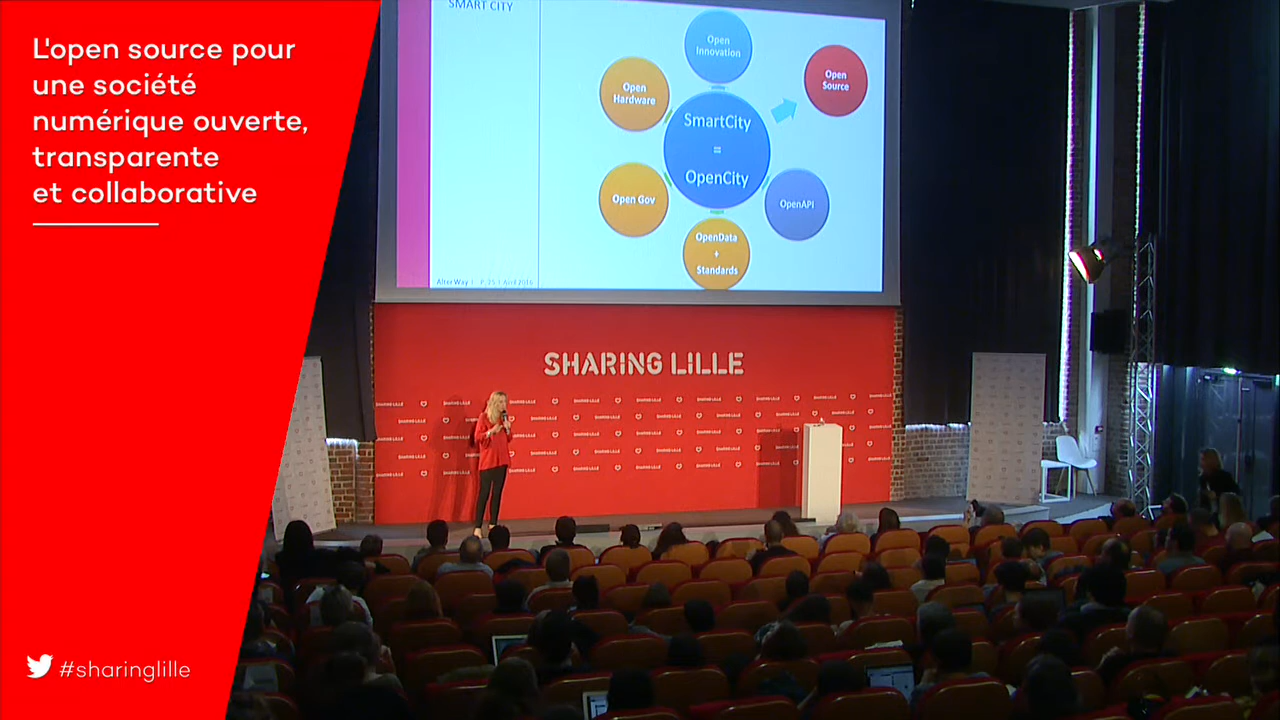 L'open source pour
une société
numérique ouverte,
transparente
et collaborative
#sharinglille
SMART CITY
Open
Innovation
Open
Hardware
Open
Source
SmartCity
=
OpenCity
Open Gov
OpenAPI
OpenData
+
Standards
SHARING LILLE